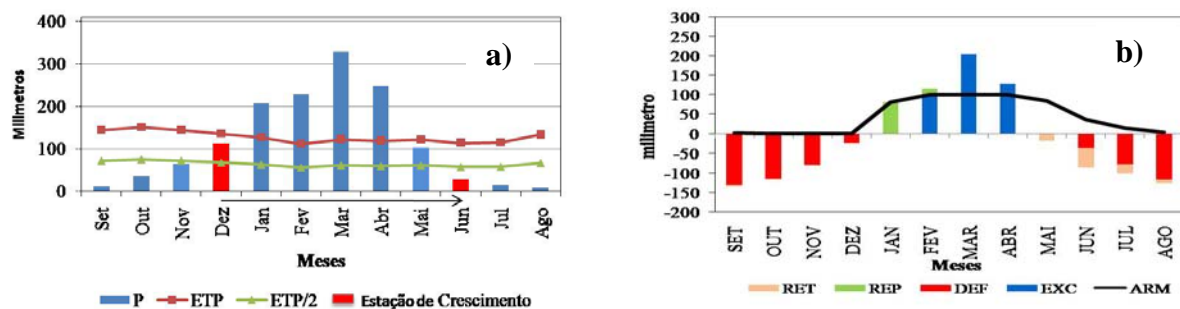 a)
Milímetros
400
300
200
100
0
Set Out Nov Dez Jan Fev Mar Abr Mai Jun Jul Ago
Meses
P ETP ETP/2 Estação de Crescimento
b)
milímetro
300
250
200
150
100
50
0
-50
-100
-150
-200
SET OUT NOV DEZ JAN FEV MAR ABR MAI JUN JUL AGO
Meses
RET REP DEF EXC ARM